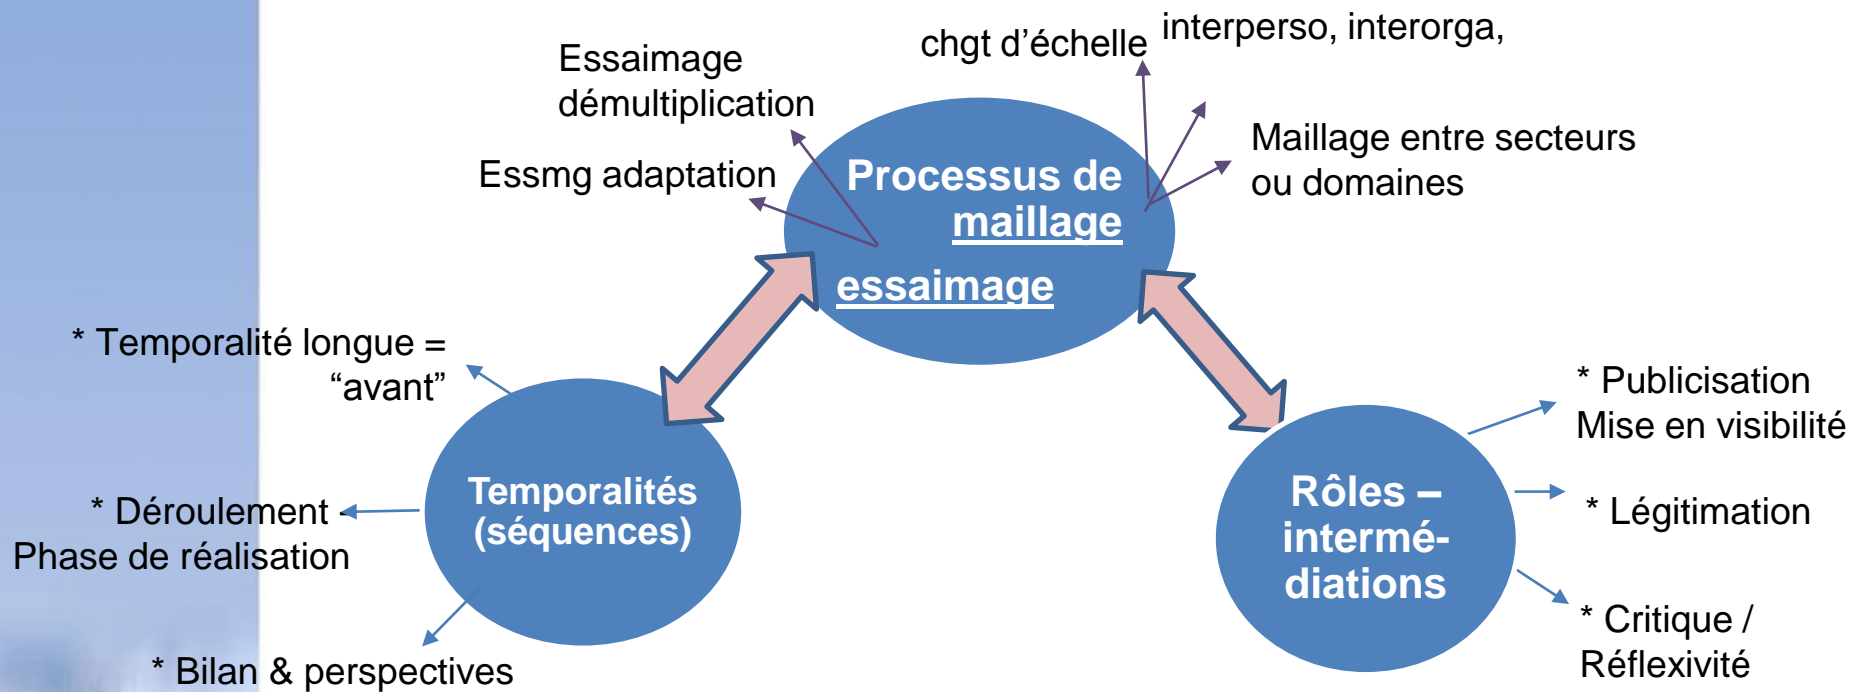 Essaimage
démultiplication
Essmg adaptation
chgt d’échelle
interperso, interorga,
Maillage entre secteurs
ou domaines
Processus de
maillage
essaimage
* Temporalité longue =
“avant”
* Déroulement -
Phase de réalisation
* Bilan & perspectives
Temporalités
(séquences)
Rôles –
intermé-
diations
* Publicisation
Mise en visibilité
* Légitimation
* Critique /
Réflexivité